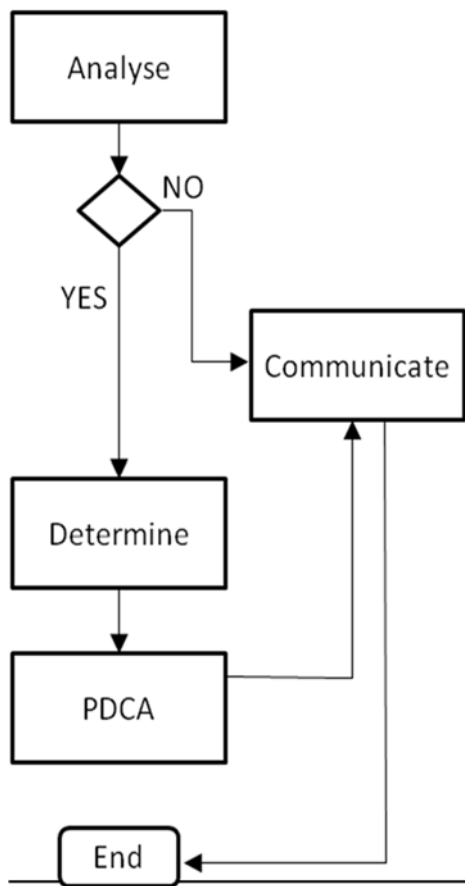 Analyse
NO
YES
Communicate
Determine
PDCA
End